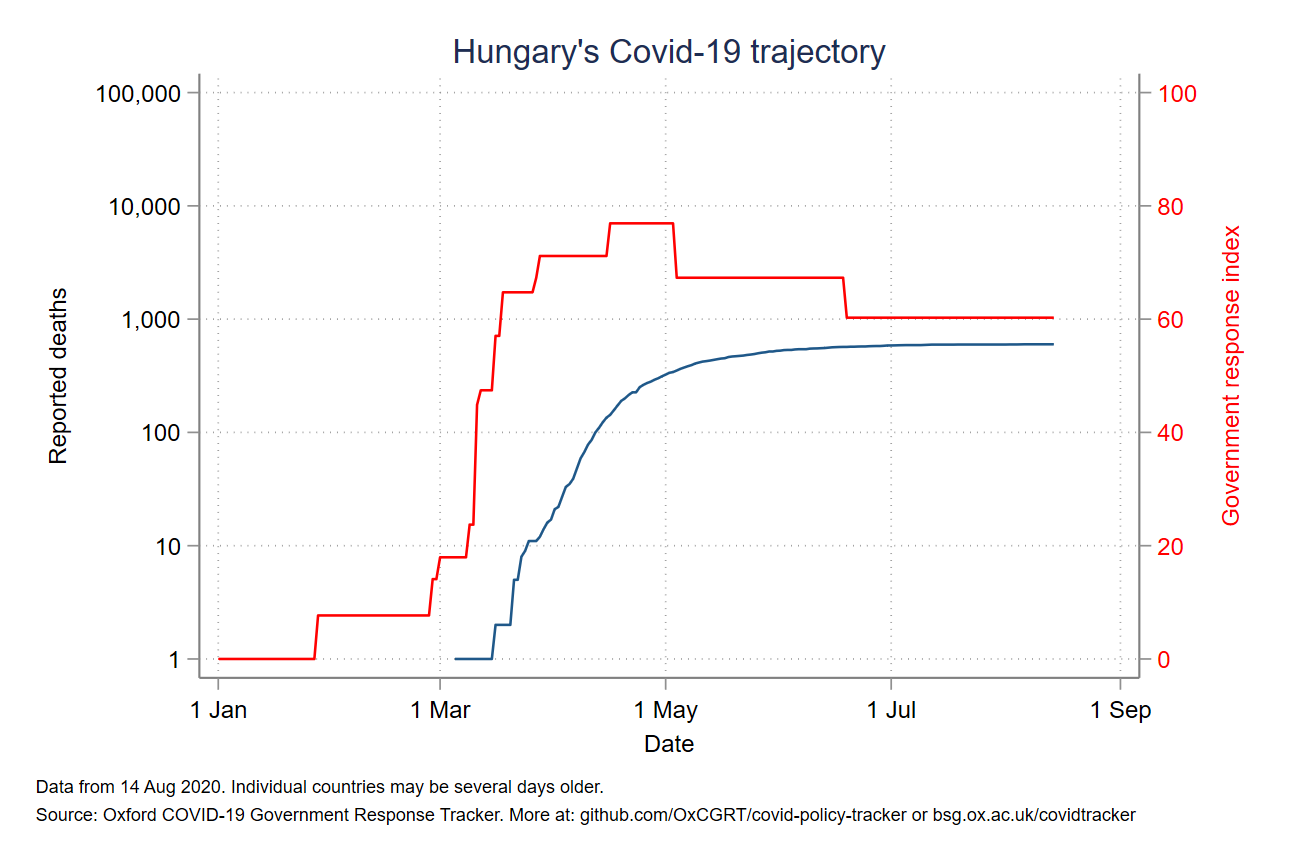 Hungary's Covid-19 trajectory
100,000
10,000
1,000
100
10
1
Reported deaths
100
80
60
40
20
0
Government response index
1 Jan
1 Mar
1 May
1 Jul
1 Sep
Date
Data from 14 Aug 2020. Individual countries may be several days older.
Source: Oxford COVID-19 Government Response Tracker. More at: github.com/OxCGRT/covid-policy-tracker or bsg.ox.ac.uk/covidtracker